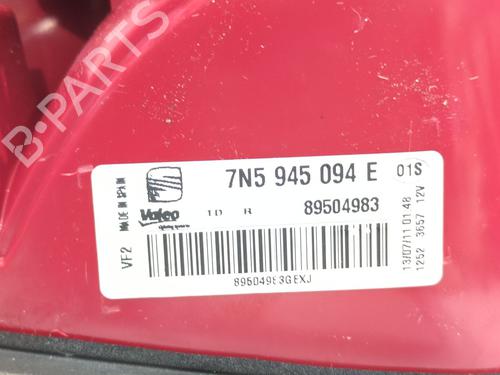 B-PARTS
7N5 945 094 E 01S
VF2 MADE IN SPAIN
Valeo 1D R 89504983
89504983GEXJ
13/07/11 01:48
1252 3657 12V